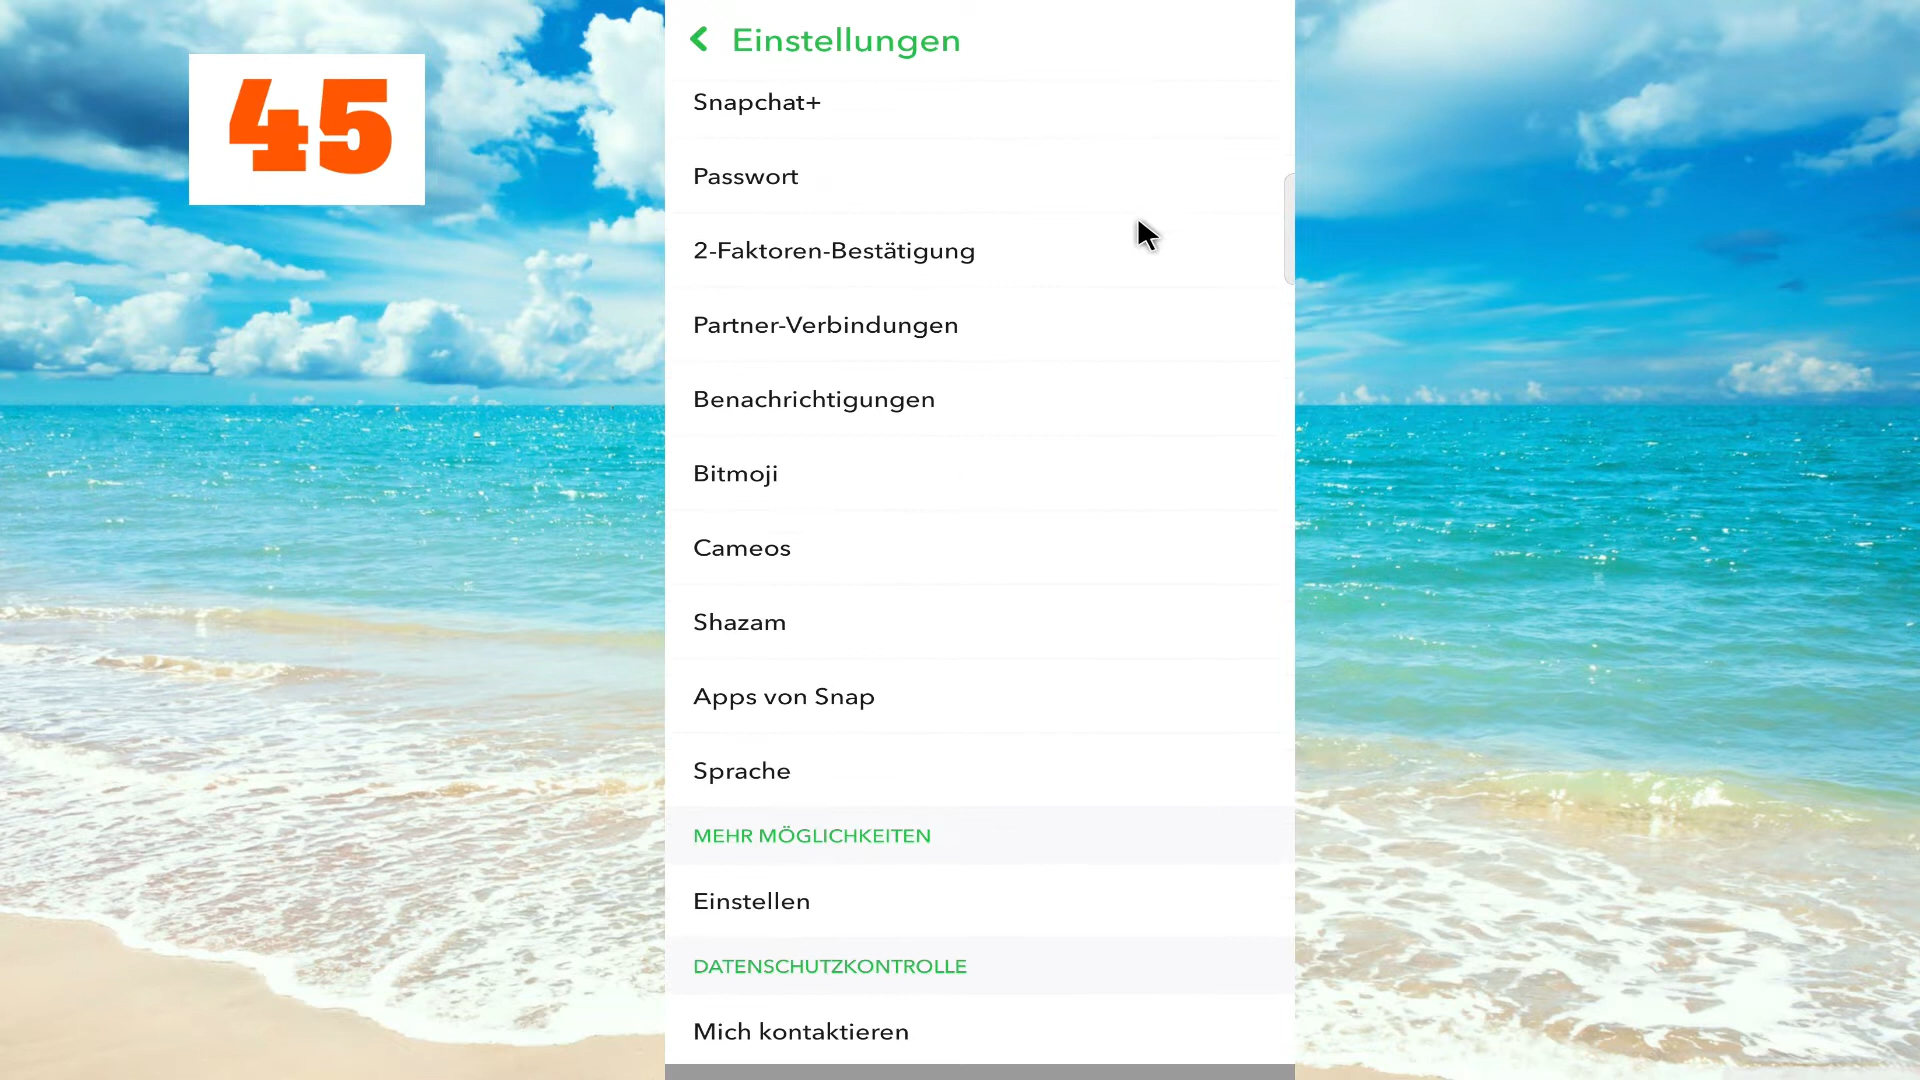 45
Einstellungen
Snapchat+
Passwort
2-Faktoren-Bestätigung
Partner-Verbindungen
Benachrichtigungen
Bitmoji
Cameos
Shazam
Apps von Snap
Sprache
MEHR MÖGLICHKEITEN
Einstellen
DATENSCHUTZKONTROLLE
Mich kontaktieren